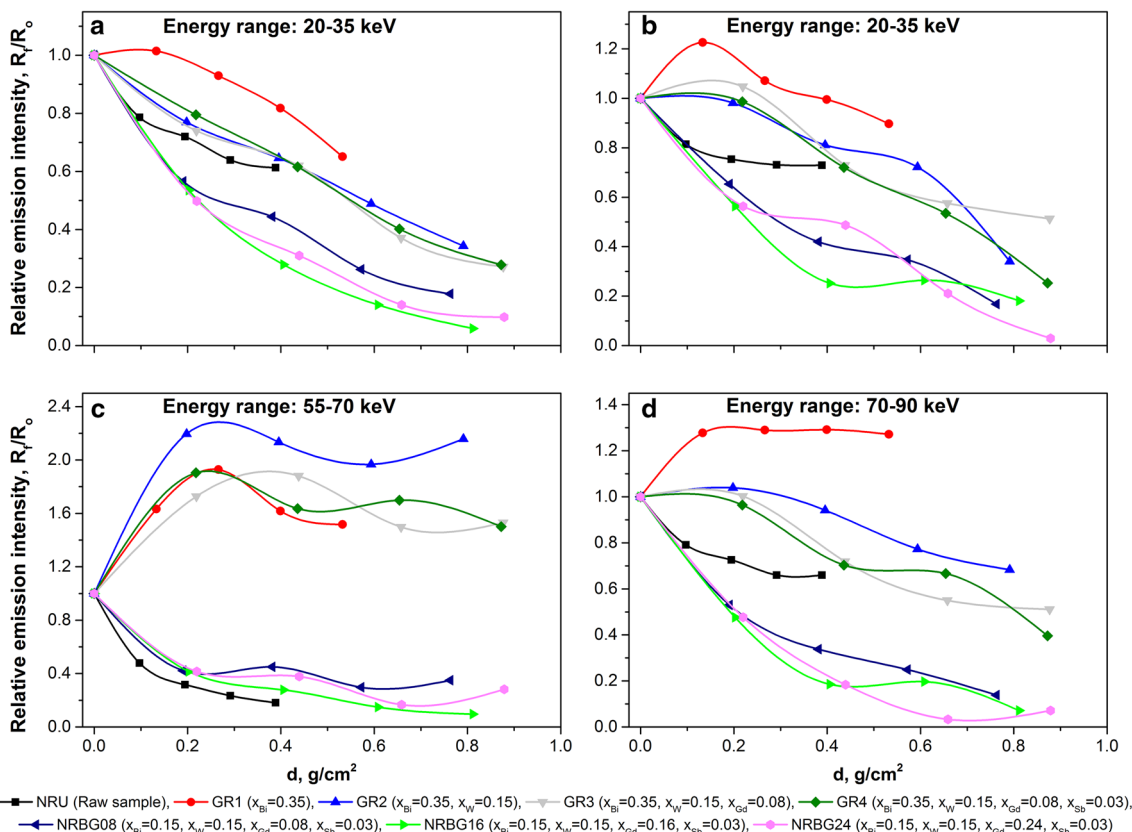 a Energy range: 20-35 keV
b Energy range: 20-35 keV
Relative emission intensity, R_f/R_o
1.0
0.8
0.6
0.4
0.2
0.0
1.2
1.0
0.8
0.6
0.4
0.2
0.0
c Energy range: 55-70 keV
d Energy range: 70-90 keV
Relative emission intensity, R_f/R_o
2.4
2.0
1.6
1.2
0.8
0.4
0.0
1.4
1.2
1.0
0.8
0.6
0.4
0.2
0.0
0.0 0.2 0.4 0.6 0.8 1.0
0.0 0.2 0.4 0.6 0.8 1.0
d, g/cm²
d, g/cm²
NRU (Raw sample), GR1 (x_Bi=0.35), GR2 (x_Bi=0.35, x_W=0.15), GR3 (x_Bi=0.35, x_W=0.15, x_Gd=0.08), GR4 (x_Bi=0.35, x_W=0.15, x_Gd=0.08, x_Sb=0.03),
NRBG08 (x_Bi=0.15, x_W=0.15, x_Gd=0.08, x_Sb=0.03), NRBG16 (x_Bi=0.15, x_W=0.15, x_Gd=0.16, x_Sb=0.03), NRBG24 (x_Bi=0.15, x_W=0.15, x_Gd=0.24, x_Sb=0.03)